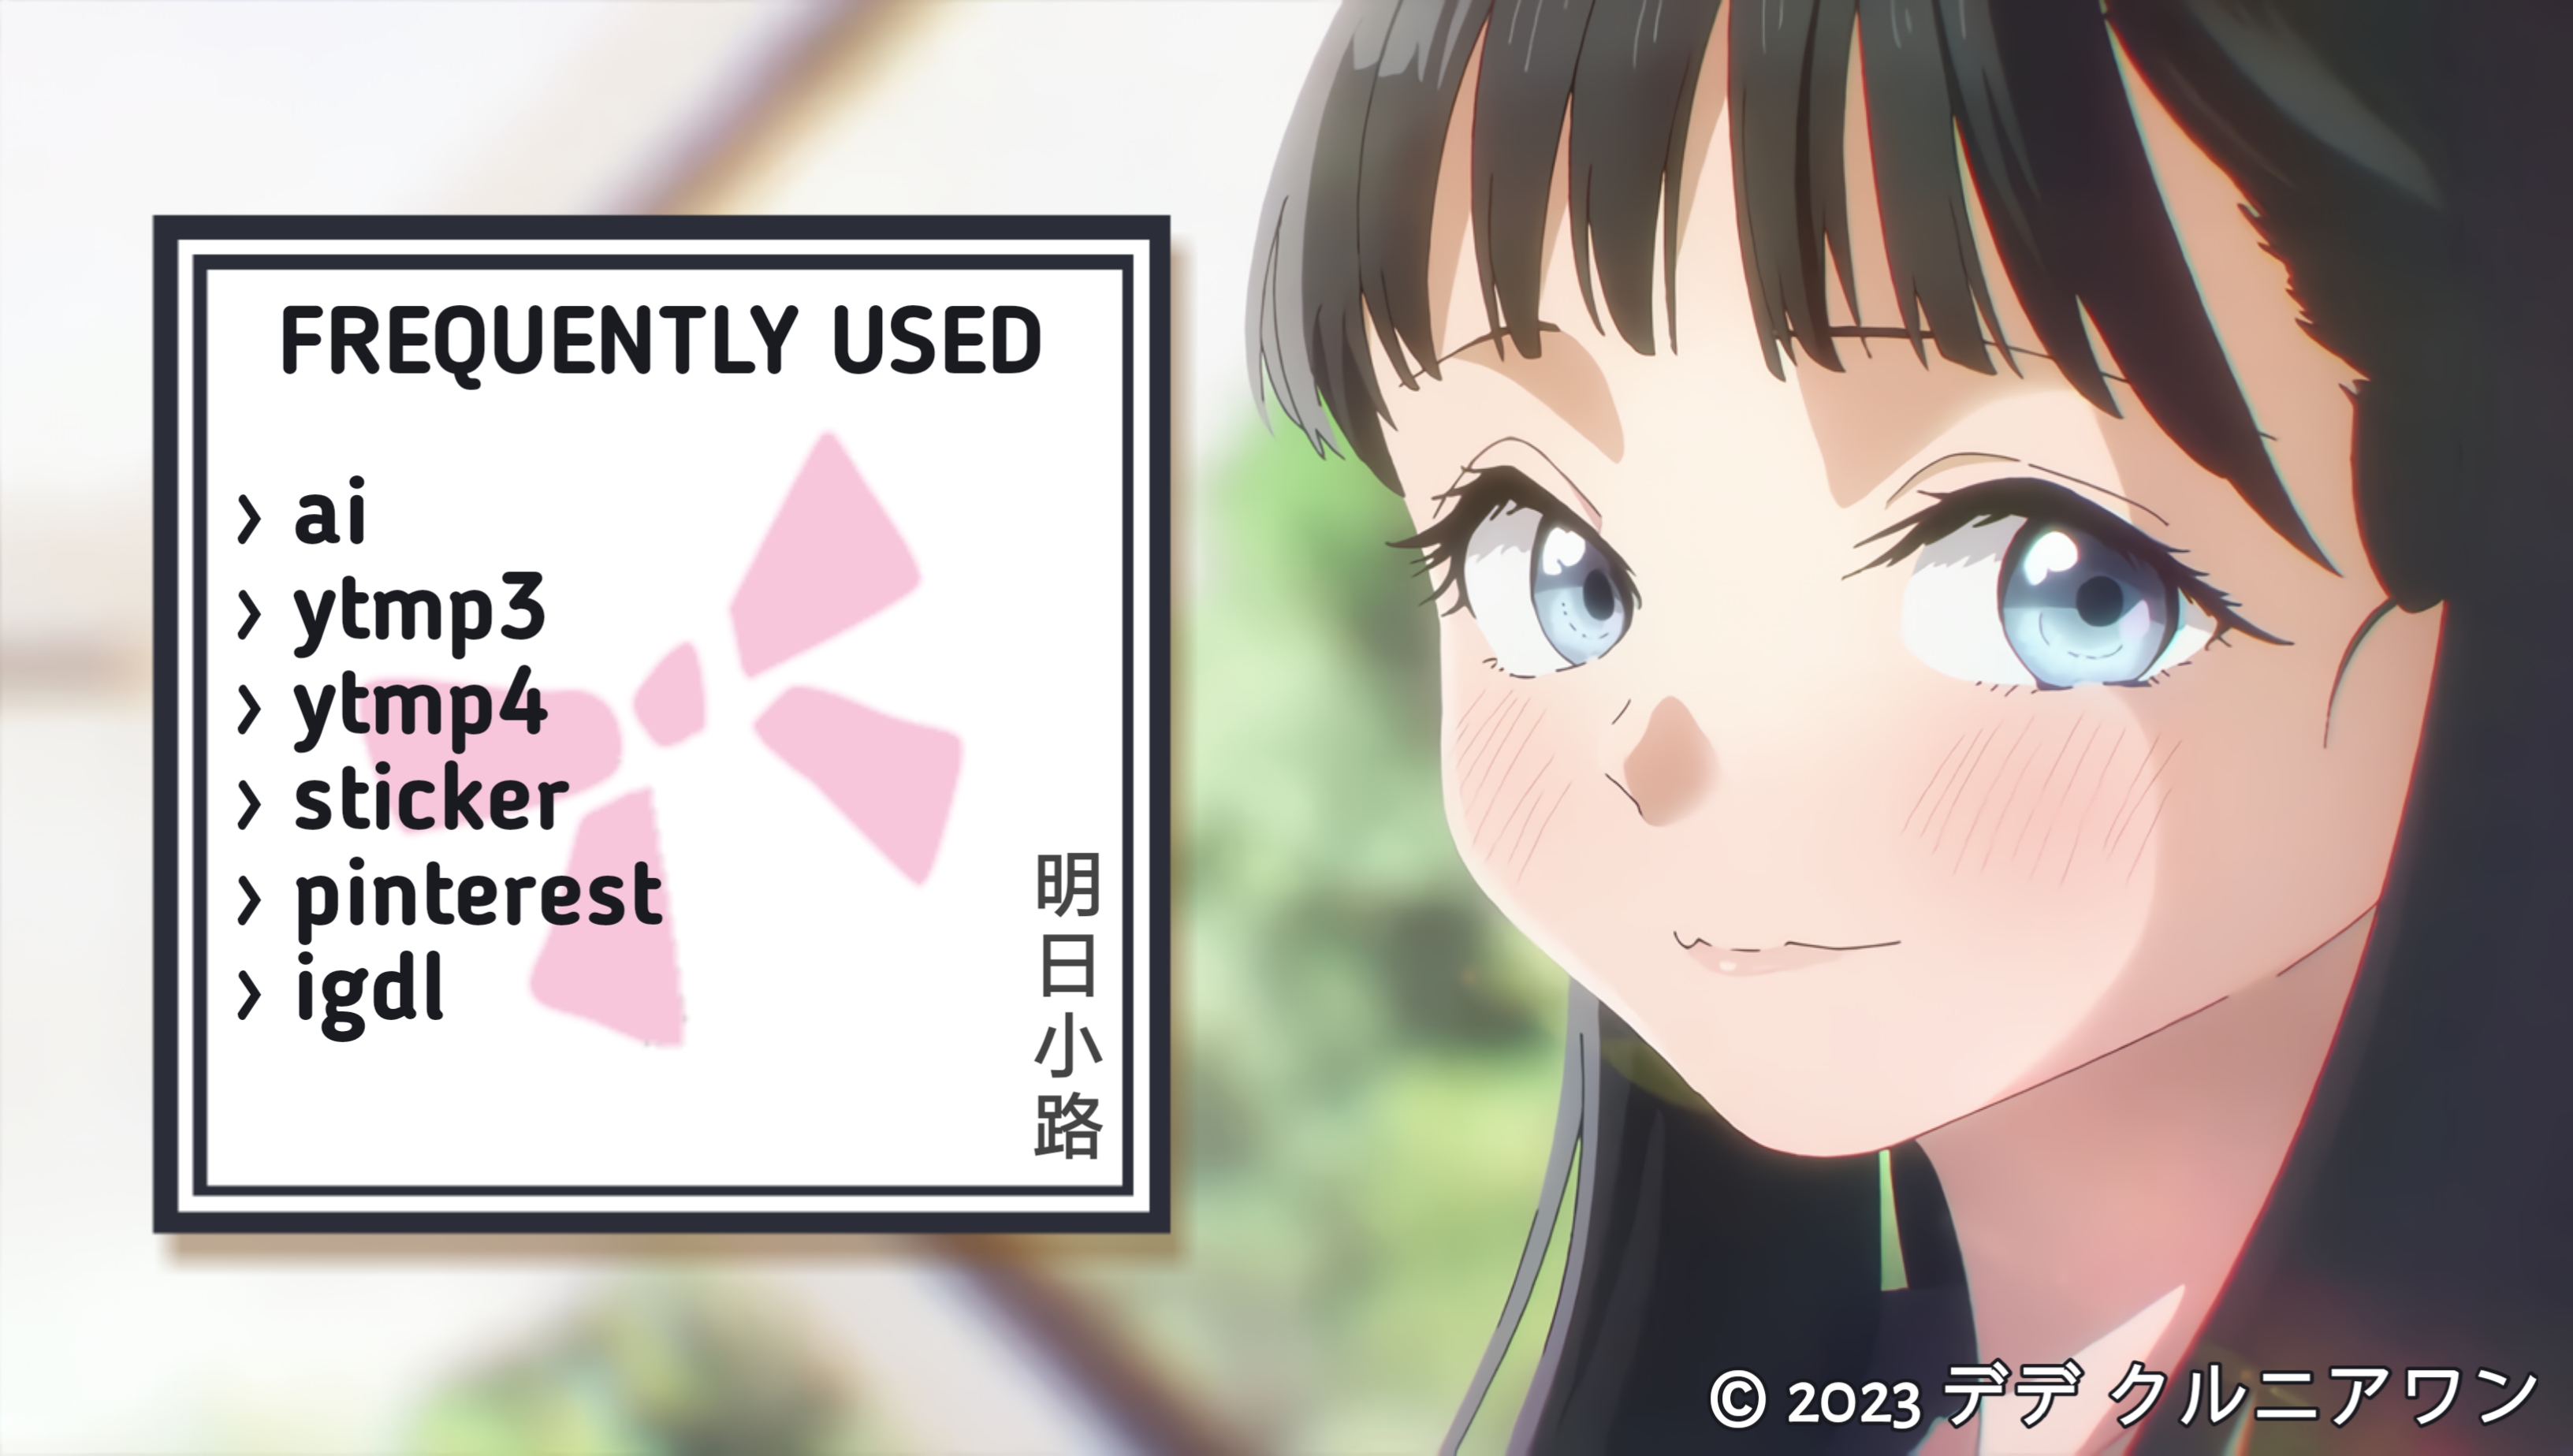 FREQUENTLY USED
› ai
› ytmp3
› ytmp4
› sticker
› pinterest
› igdl
明日小路
© 2023 デデ クルニアワン